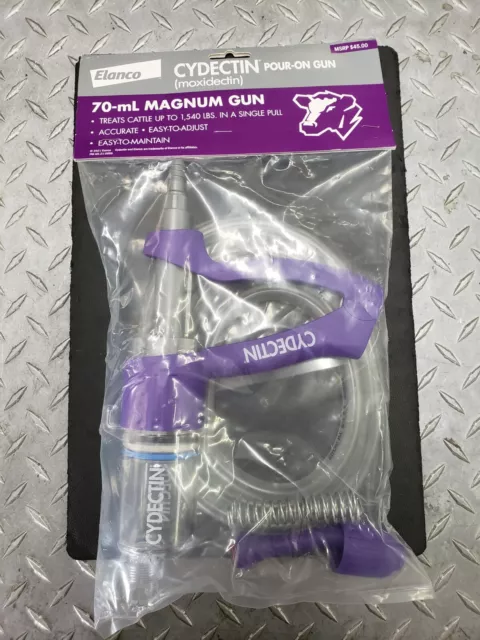 MSRP $45.00
Elanco
CYDECTIN™ POUR-ON GUN
(moxidectin)
70-mL MAGNUM GUN
• TREATS CATTLE UP TO 1,540 LBS. IN A SINGLE PULL
• ACCURATE • EASY-TO-ADJUST
• EASY-TO-MAINTAIN
CYDECTIN
CYDECTIN